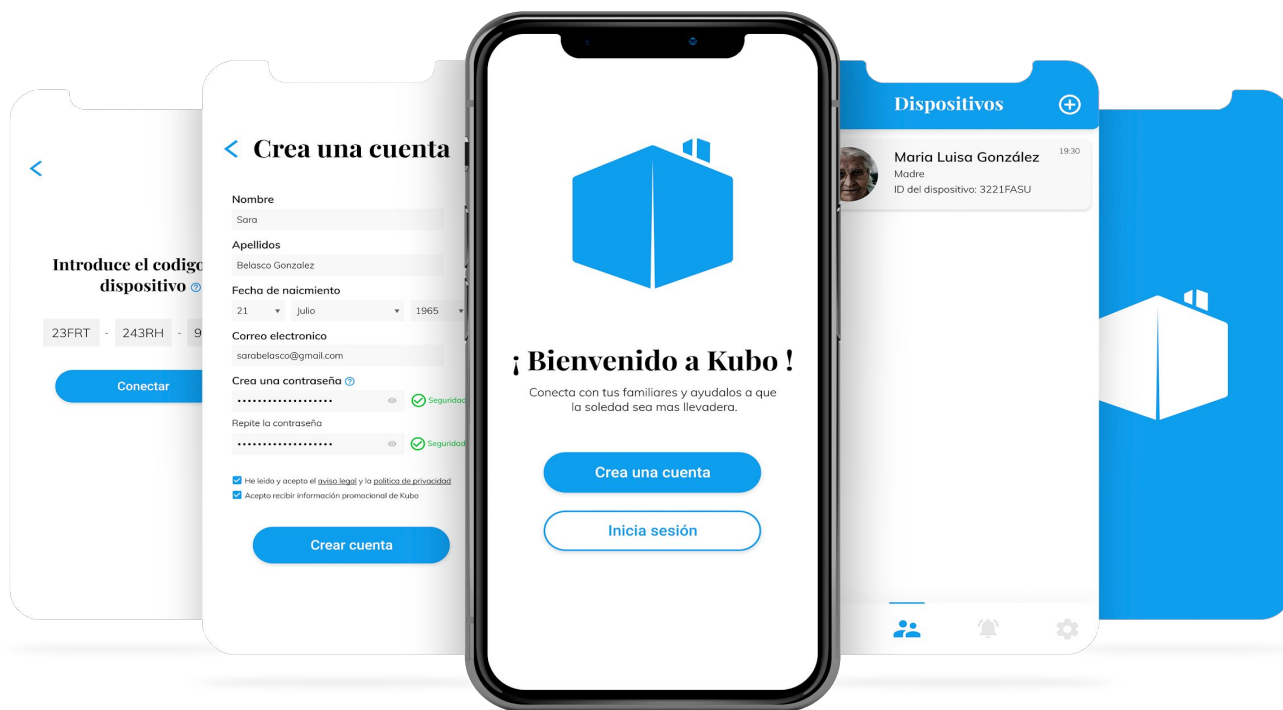 Introduce el codigo
dispositivo
23FRT - 243RH - 9
Conectar
Crea una cuenta
Nombre
Sara
Apellidos
Belasco Gonzalez
Fecha de naicmiento
21 Julio 1965
Correo electronico
sarabelasco@gmail.com
Crea una contraseña
Seguridad
Repite la contraseña
Seguridad
He leido y acepto el aviso legal y la politica de privacidad
Acepto recibir información promocional de Kubo
Crear cuenta
¡ Bienvenido a Kubo !
Conecta con tus familiares y ayudalos a que
la soledad sea mas llevadera.
Crea una cuenta
Inicia sesión
Dispositivos
Maria Luisa González 19:30
Madre
ID del dispositivo: 3221FASU